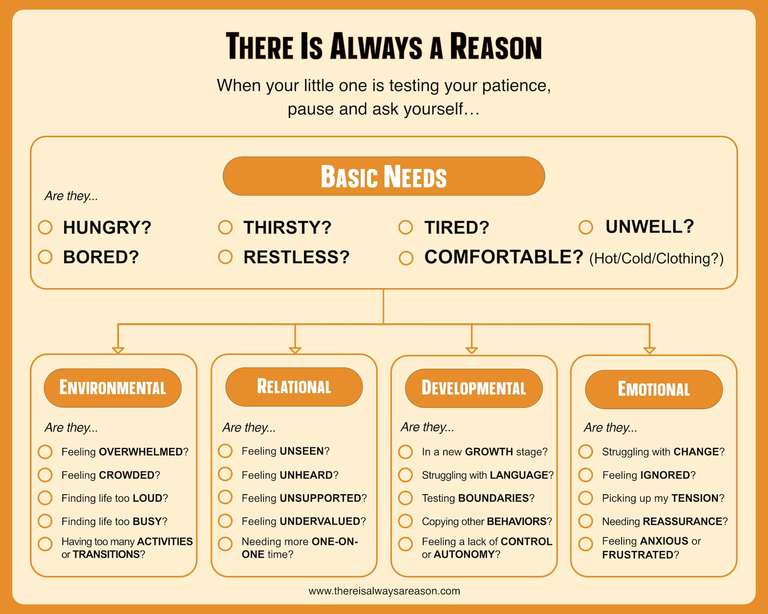 There Is Always a Reason
When your little one is testing your patience,
pause and ask yourself…
Basic Needs
Are they...
HUNGRY?
THIRSTY?
TIRED?
UNWELL?
BORED?
RESTLESS?
COMFORTABLE? (Hot/Cold/Clothing?)
Environmental
Are they...
Feeling OVERWHELMED?
Feeling CROWDED?
Finding life too LOUD?
Finding life too BUSY?
Having too many ACTIVITIES
or TRANSITIONS?
Relational
Are they...
Feeling UNSEEN?
Feeling UNHEARD?
Feeling UNSUPPORTED?
Feeling UNDERVALUED?
Needing more ONE-ON-
ONE time?
Developmental
Are they...
In a new GROWTH stage?
Struggling with LANGUAGE?
Testing BOUNDARIES?
Copying other BEHAVIORS?
Feeling a lack of CONTROL
or AUTONOMY?
Emotional
Are they...
Struggling with CHANGE?
Feeling IGNORED?
Picking up my TENSION?
Needing REASSURANCE?
Feeling ANXIOUS or
FRUSTRATED?
www.thereisalwaysareason.com